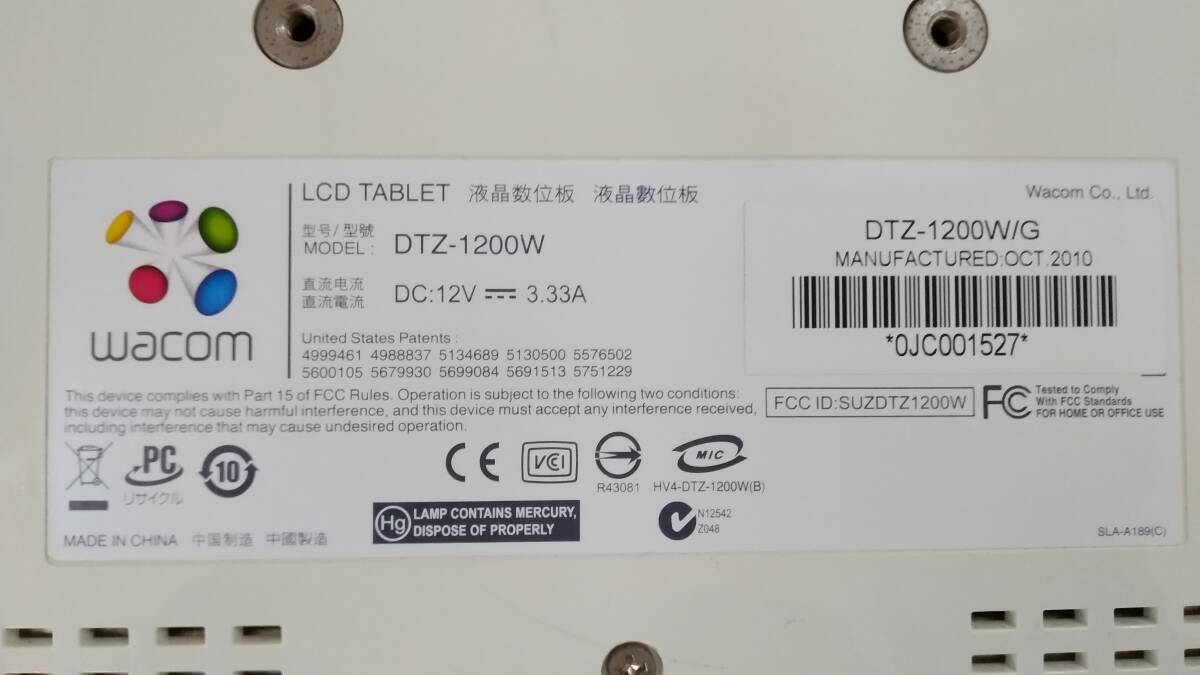 LCD TABLET 液晶数位板 液晶數位板
Wacom Co., Ltd.
型号/型號
MODEL : DTZ-1200W
直流电流
直流電流
DC:12V 3.33A
wacom
United States Patents :
4999461 4988837 5134689 5130500 5576502
5600105 5679930 5699084 5691513 5751229
DTZ-1200W/G
MANUFACTURED:OCT.2010
*0JC001527*
This device complies with Part 15 of FCC Rules. Operation is subject to the following two conditions:
this device may not cause harmful interference, and this device must accept any interference received,
including interference that may cause undesired operation.
FCC ID:SUZDTZ1200W
FC Tested to Comply
With FCC Standards
FOR HOME OR OFFICE USE
PC
リサイクル
10
CE
VCI
R43081
MIC
HV4-DTZ-1200W(B)
Hg LAMP CONTAINS MERCURY,
DISPOSE OF PROPERLY
N12542
Z048
MADE IN CHINA 中国制造 中國製造
SLA-A189(C)